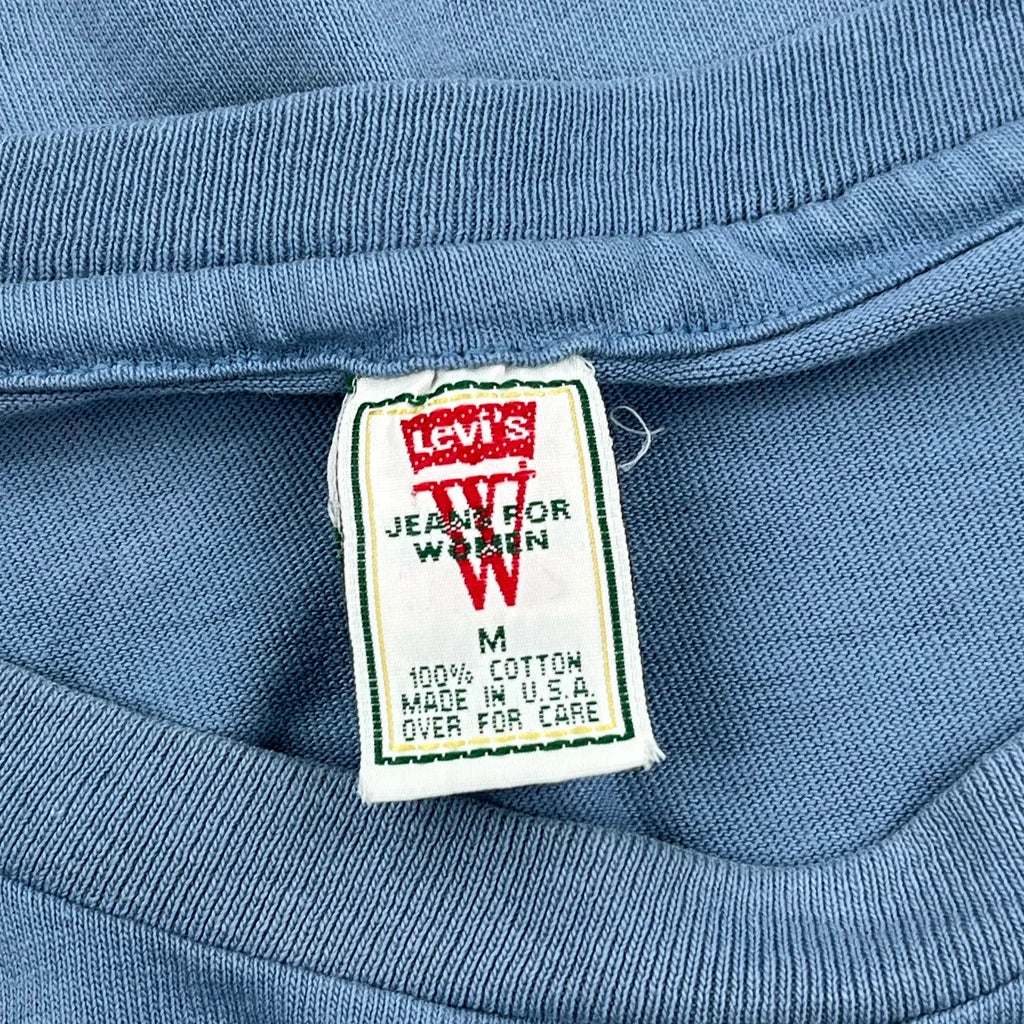 Levi's
W
JEANS FOR
WOMEN
M
100% COTTON
MADE IN U.S.A.
OVER FOR CARE